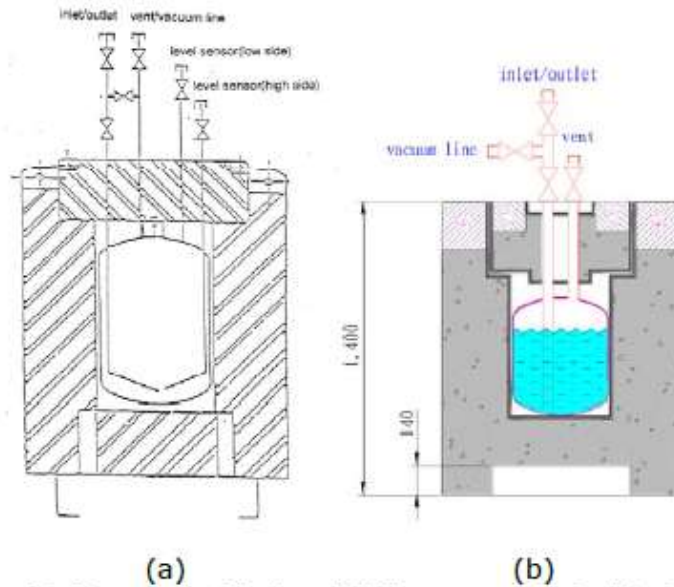 inlet/outlet vent/vacuum line
level sensor(low side)
level sensor(high side)
inlet/outlet
vent
vacuum line
1,400
140
(a)
(b)